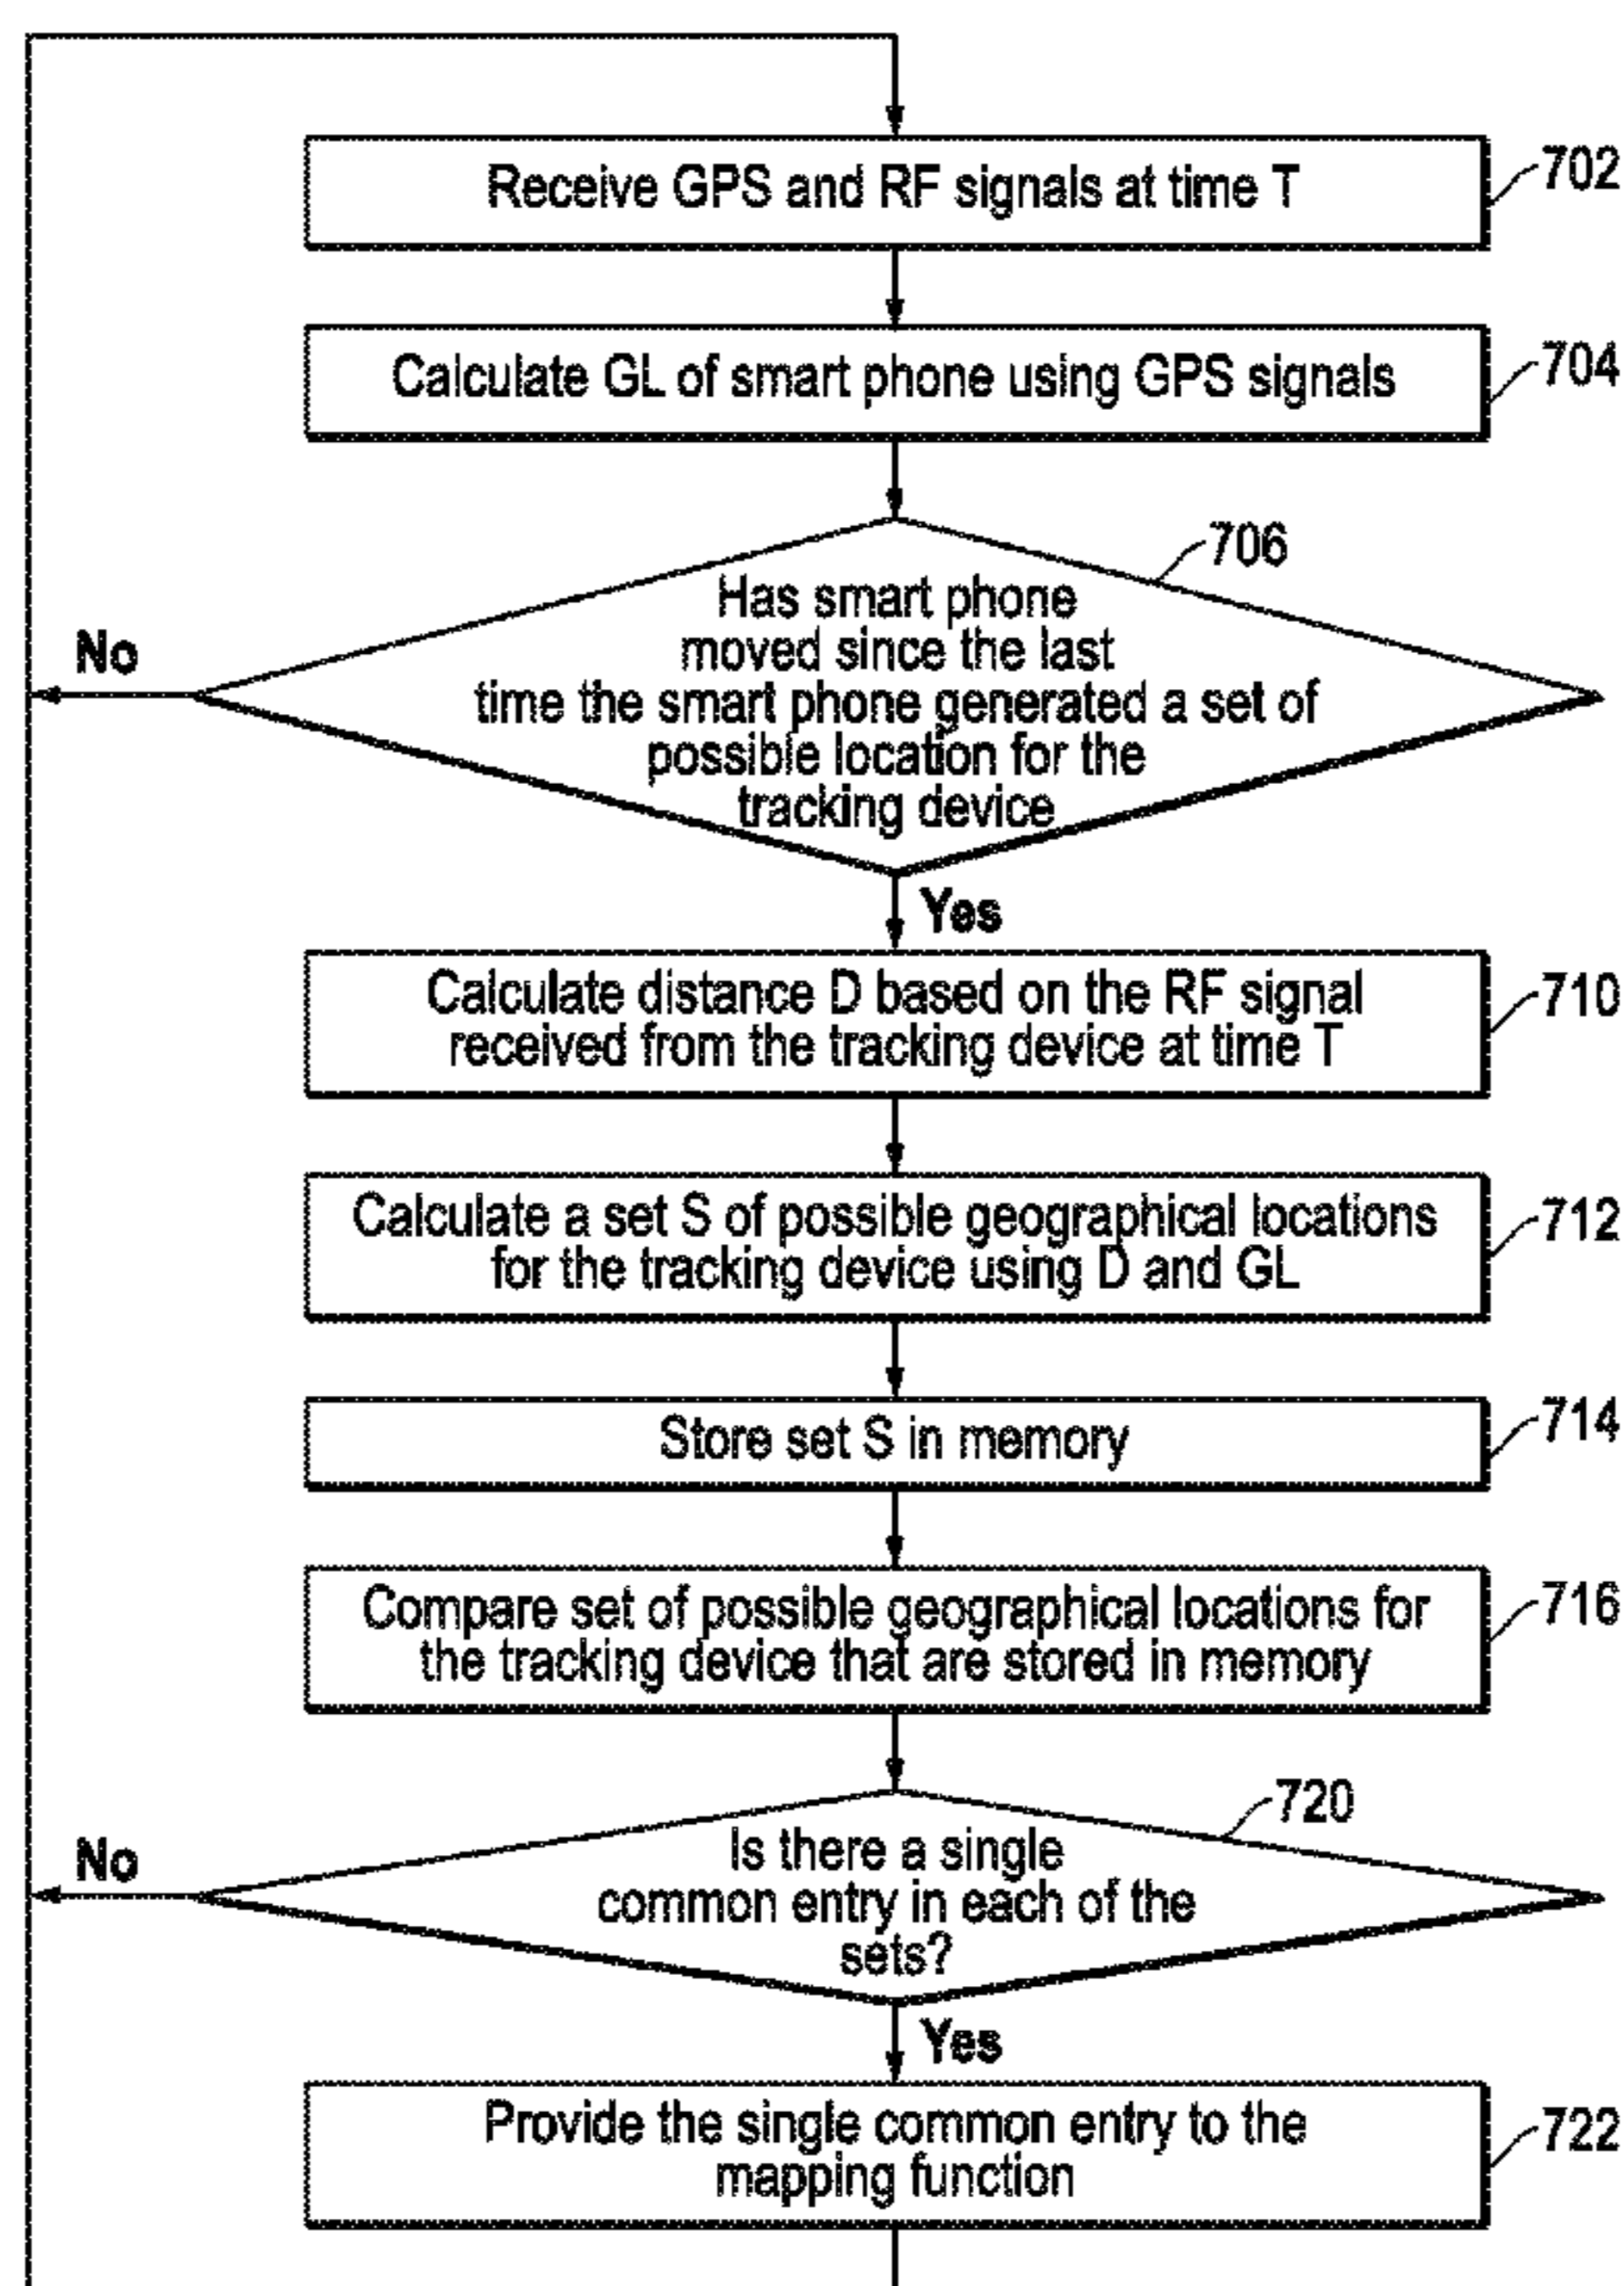 Receive GPS and RF signals at time T
702
Calculate GL of smart phone using GPS signals
704
706
Has smart phone
moved since the last
time the smart phone generated a set of
possible location for the
tracking device
No
Yes
Calculate distance D based on the RF signal
received from the tracking device at time T
710
Calculate a set S of possible geographical locations
for the tracking device using D and GL
712
Store set S in memory
714
Compare set of possible geographical locations for
the tracking device that are stored in memory
716
720
Is there a single
common entry in each of the
sets?
No
Yes
Provide the single common entry to the
mapping function
722